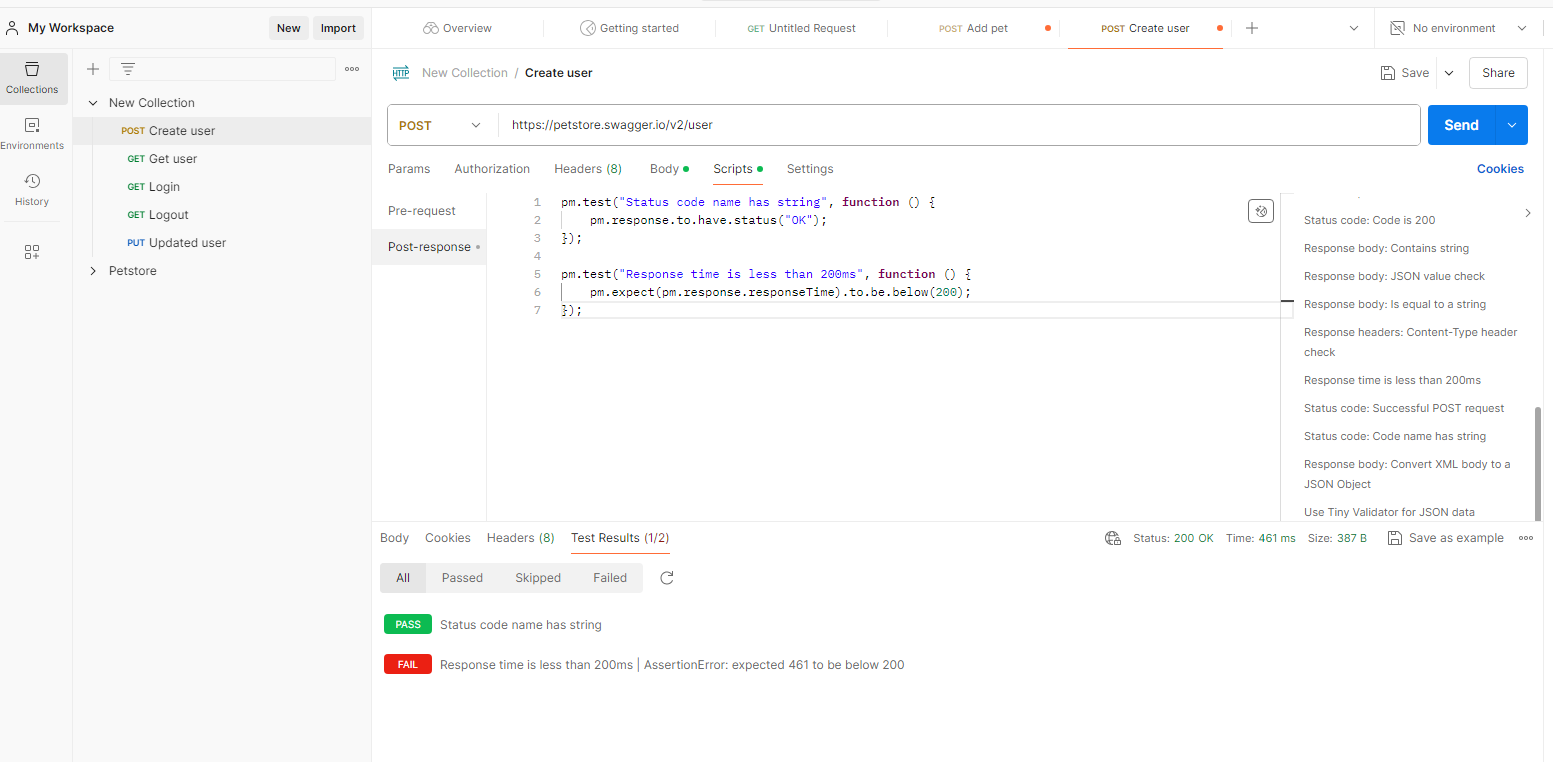 My Workspace
New
Import
Overview
Getting started
GET Untitled Request
POST Add pet
POST Create user
No environment
Collections
Environments
History
New Collection
POST Create user
GET Get user
GET Login
GET Logout
PUT Updated user
Petstore
HTTP New Collection / Create user
Save
Share
POST
https://petstore.swagger.io/v2/user
Send
Params
Authorization
Headers (8)
Body
Scripts
Settings
Cookies
Pre-request
Post-response
1 pm.test("Status code name has string", function () {
2 pm.response.to.have.status("OK");
3 });
4
5 pm.test("Response time is less than 200ms", function () {
6 pm.expect(pm.response.responseTime).to.be.below(200);
7 });
Status code: Code is 200
Response body: Contains string
Response body: JSON value check
Response body: Is equal to a string
Response headers: Content-Type header
check
Response time is less than 200ms
Status code: Successful POST request
Status code: Code name has string
Response body: Convert XML body to a
JSON Object
Use Tiny Validator for JSON data
Body
Cookies
Headers (8)
Test Results (1/2)
Status: 200 OK
Time: 461 ms
Size: 387 B
Save as example
All
Passed
Skipped
Failed
PASS Status code name has string
FAIL Response time is less than 200ms | AssertionError: expected 461 to be below 200